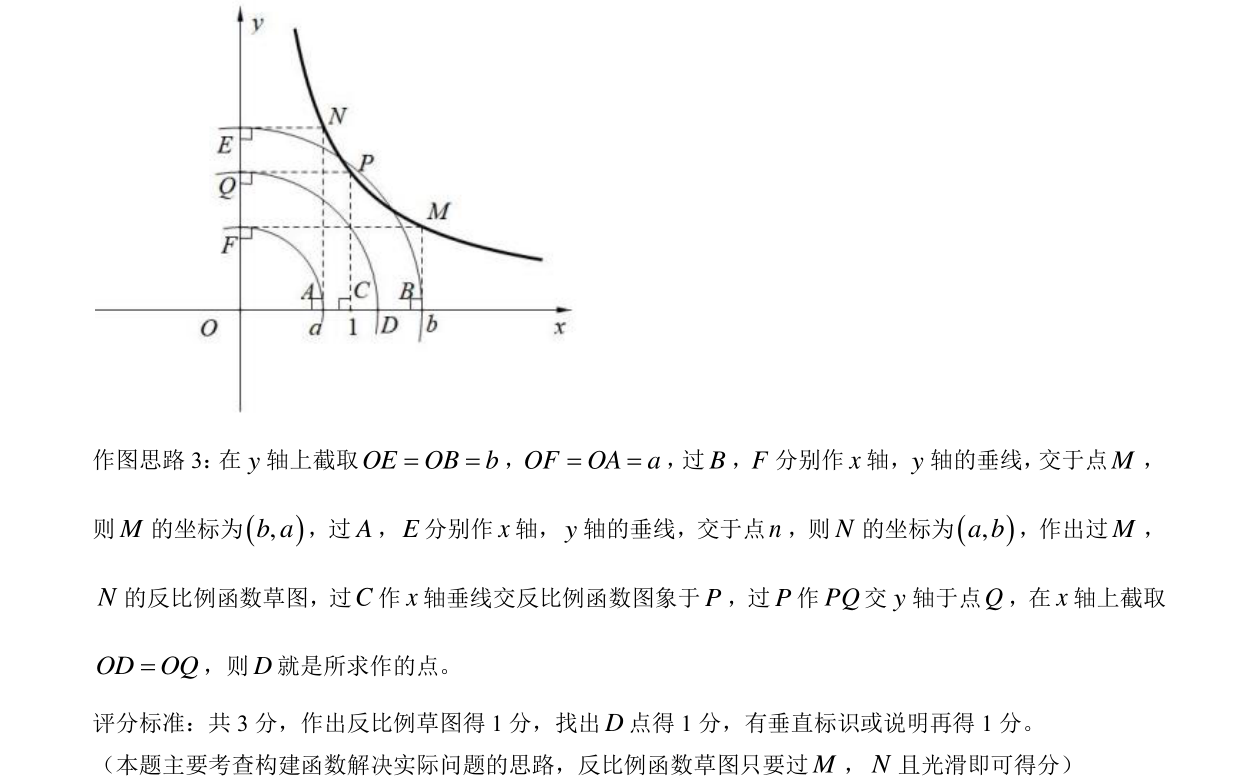 y
N
E
P
Q
M
F
A C B
O a 1 D b x
作图思路 3：在 y 轴上截取 OE = OB = b，OF = OA = a，过 B，F 分别作 x 轴，y 轴的垂线，交于点 M，
则 M 的坐标为 (b,a)，过 A，E 分别作 x 轴，y 轴的垂线，交于点 n，则 N 的坐标为 (a,b)，作出过 M，
N 的反比例函数草图，过 C 作 x 轴垂线交反比例函数图象于 P，过 P 作 PQ 交 y 轴于点 Q，在 x 轴上截取
OD = OQ，则 D 就是所求作的点。
评分标准：共 3 分，作出反比例草图得 1 分，找出 D 点得 1 分，有垂直标识或说明再得 1 分。
（本题主要考查构建函数解决实际问题的思路，反比例函数草图只要过 M，N 且光滑即可得分）